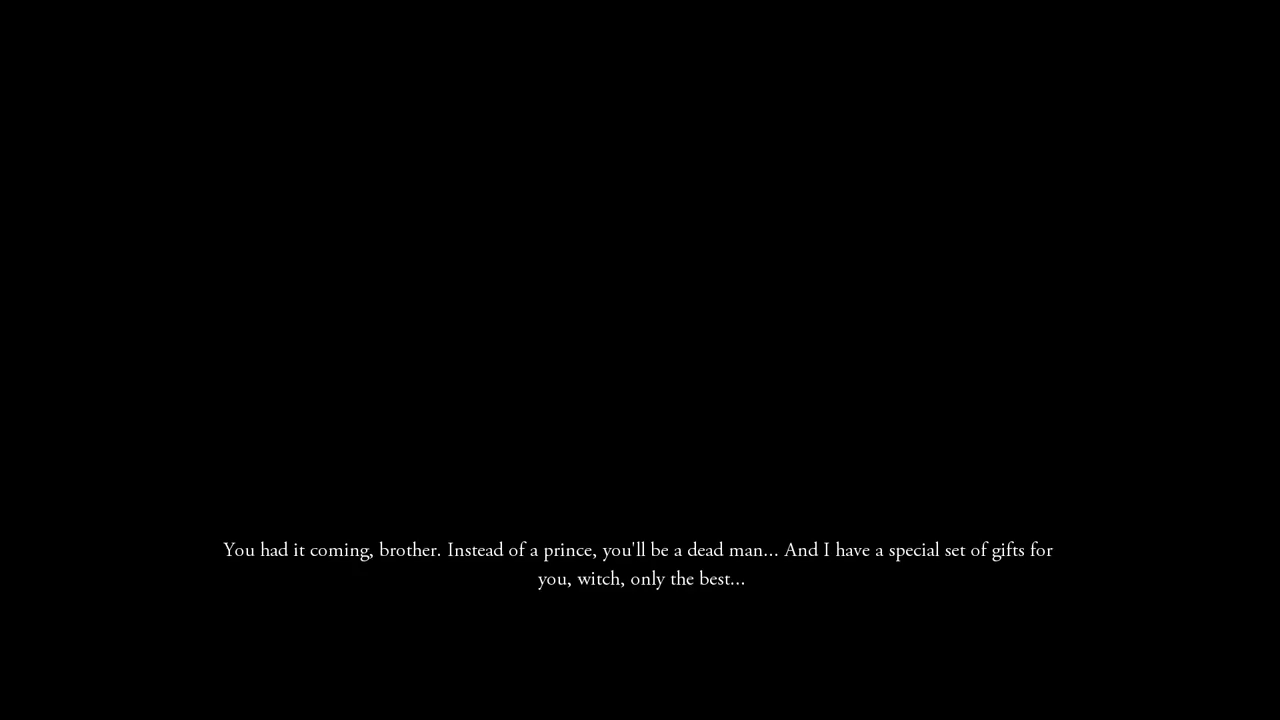 You had it coming, brother. Instead of a prince, you'll be a dead man... And I have a special set of gifts for
you, witch, only the best...